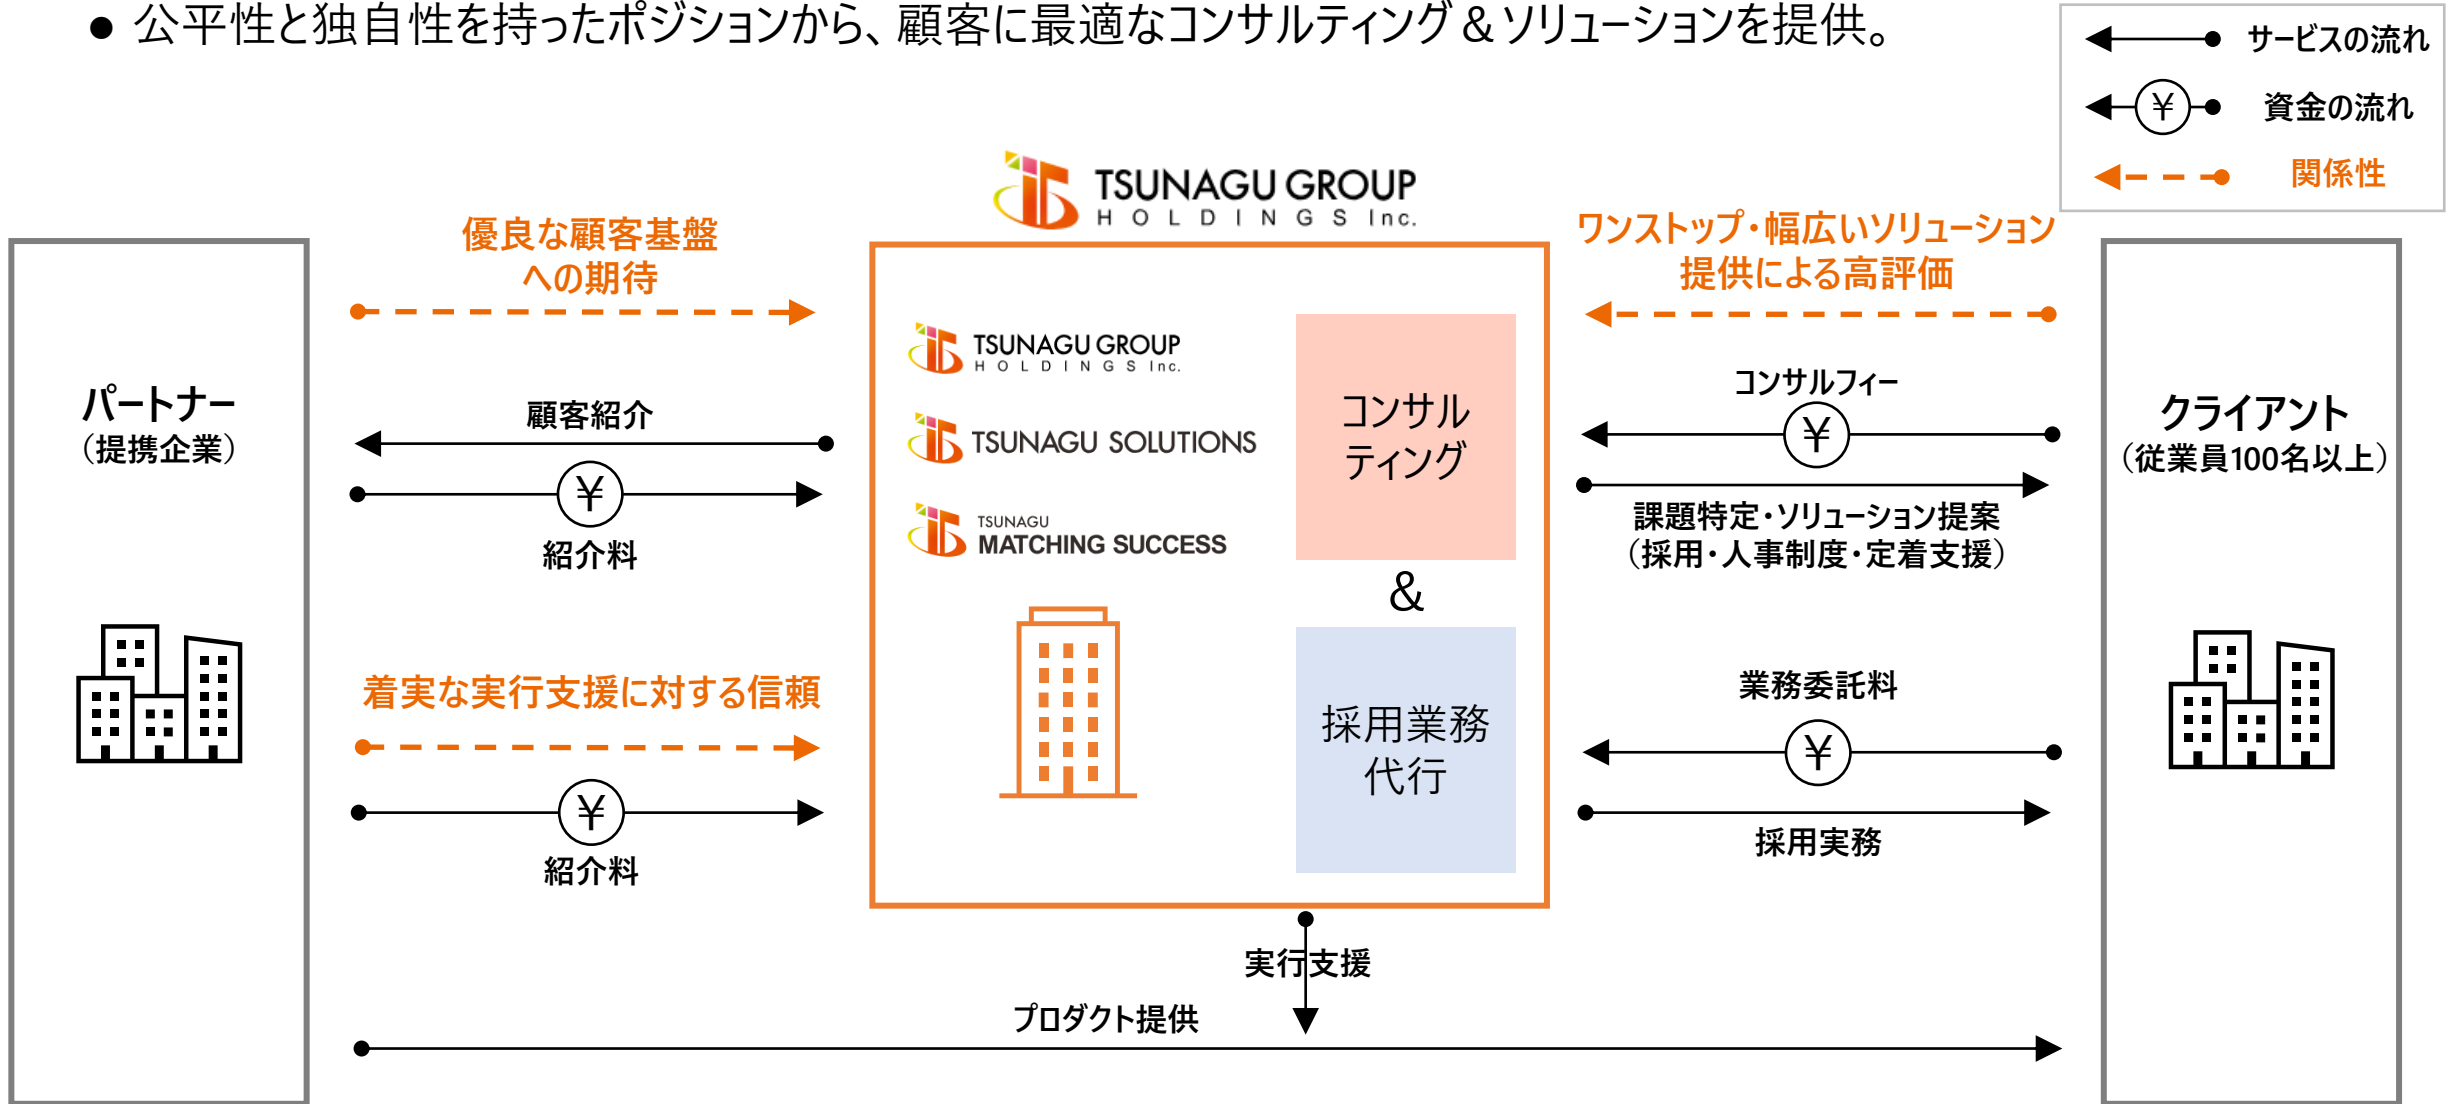 ● 公平性と独自性を持ったポジションから、顧客に最適なコンサルティング＆ソリューションを提供。
サービスの流れ
¥
資金の流れ
関係性
TSUNAGU GROUP
HOLDINGS Inc.
優良な顧客基盤
への期待
ワンストップ・幅広いソリューション
提供による高評価
パートナー
（提携企業）
顧客紹介
¥
紹介料
着実な実行支援に対する信頼
¥
紹介料
TSUNAGU GROUP
HOLDINGS Inc.
TSUNAGU SOLUTIONS
TSUNAGU
MATCHING SUCCESS
コンサル
ティング
&
採用業務
代行
コンサルフィー
¥
課題特定・ソリューション提案
（採用・人事制度・定着支援）
業務委託料
¥
採用実務
クライアント
（従業員100名以上）
実行支援
プロダクト提供